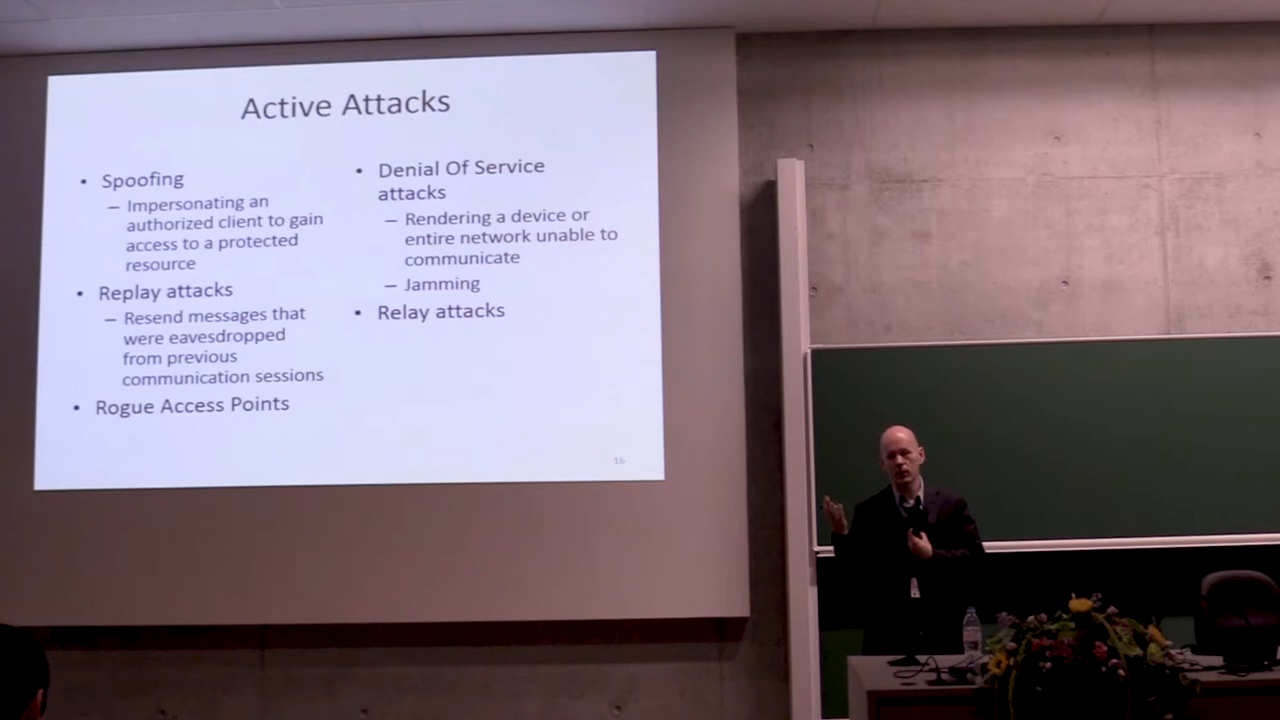 Active Attacks
• Spoofing
– Impersonating an
authorized client to gain
access to a protected
resource
• Replay attacks
– Resend messages that
were eavesdropped
from previous
communication sessions
• Rogue Access Points
• Denial Of Service
attacks
– Rendering a device or
entire network unable to
communicate
– Jamming
• Relay attacks
16